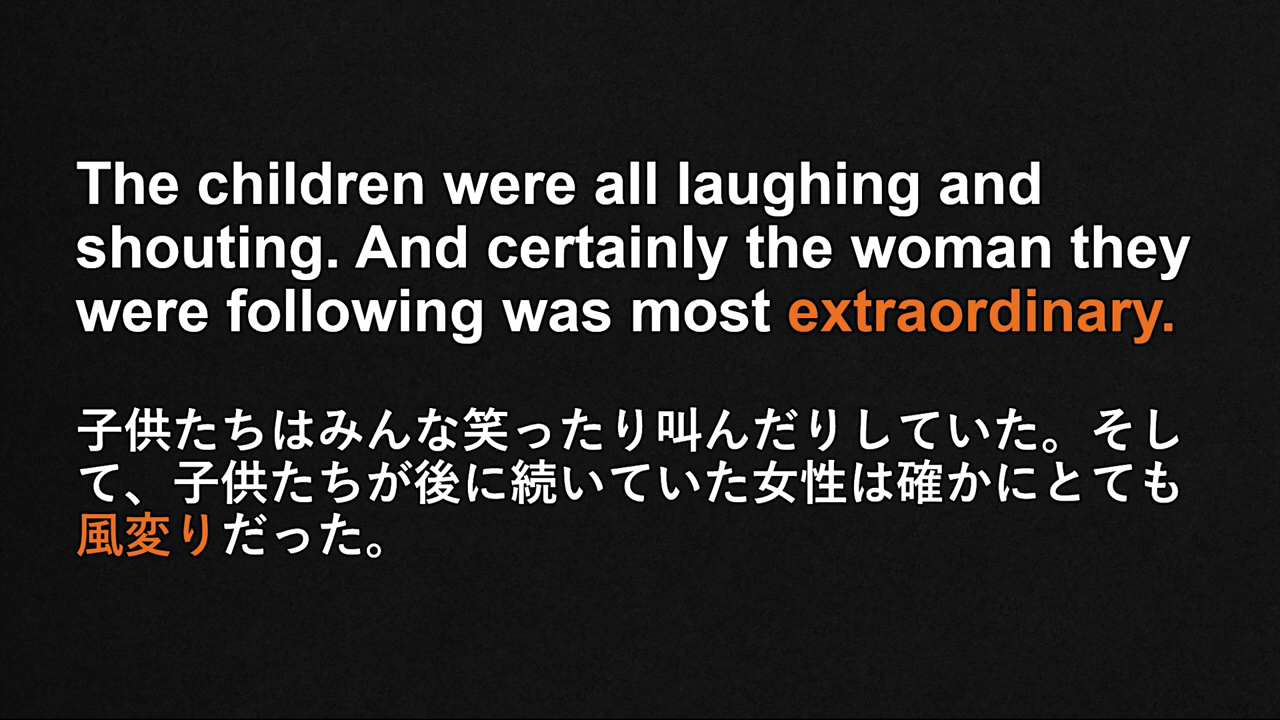 The children were all laughing and
shouting. And certainly the woman they
were following was most extraordinary.
子供たちはみんな笑ったり叫んだりしていた。そし
て、子供たちが後に続いていた女性は確かにとても
風変りだった。